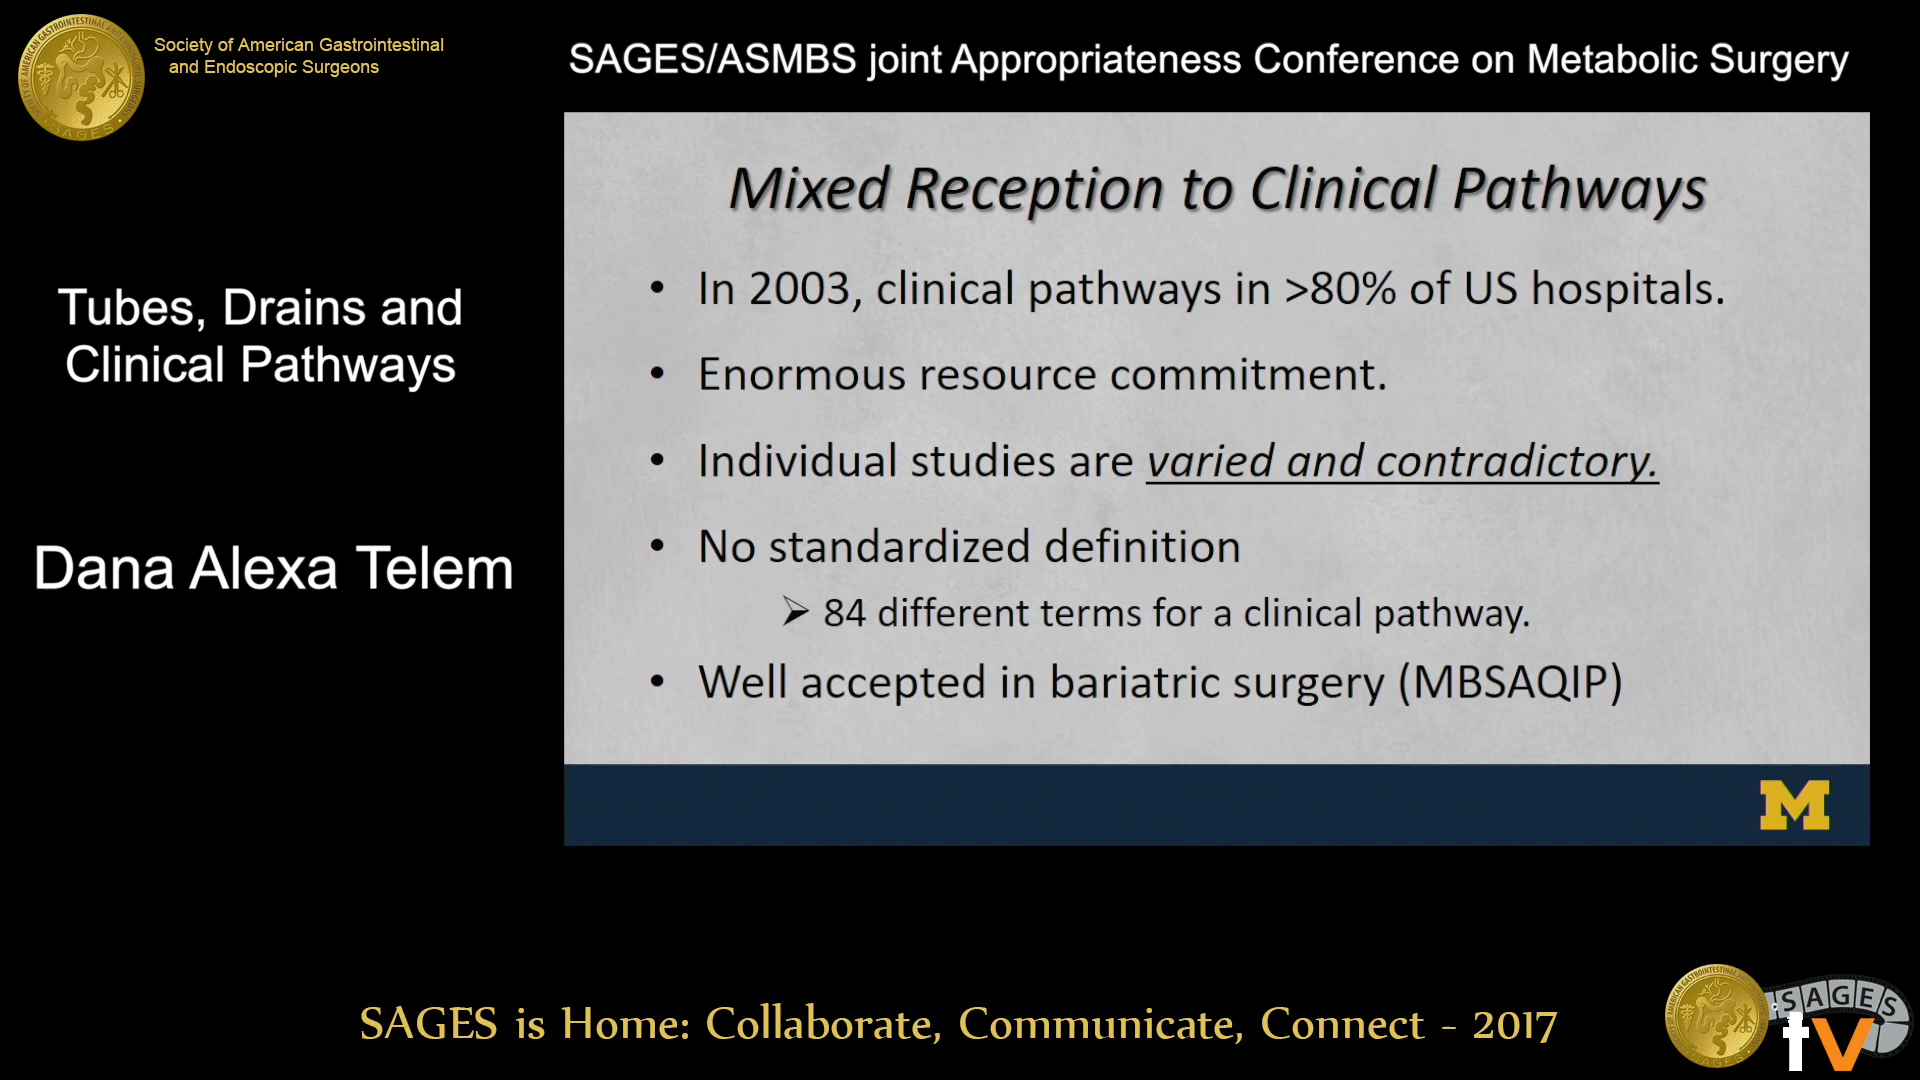 Society of American Gastrointestinal
and Endoscopic Surgeons
SAGES/ASMBS joint Appropriateness Conference on Metabolic Surgery
Tubes, Drains and
Clinical Pathways
Dana Alexa Telem
Mixed Reception to Clinical Pathways
• In 2003, clinical pathways in >80% of US hospitals.
• Enormous resource commitment.
• Individual studies are varied and contradictory.
• No standardized definition
➢ 84 different terms for a clinical pathway.
• Well accepted in bariatric surgery (MBSAQIP)
M
SAGES is Home: Collaborate, Communicate, Connect - 2017
SAGES
tv